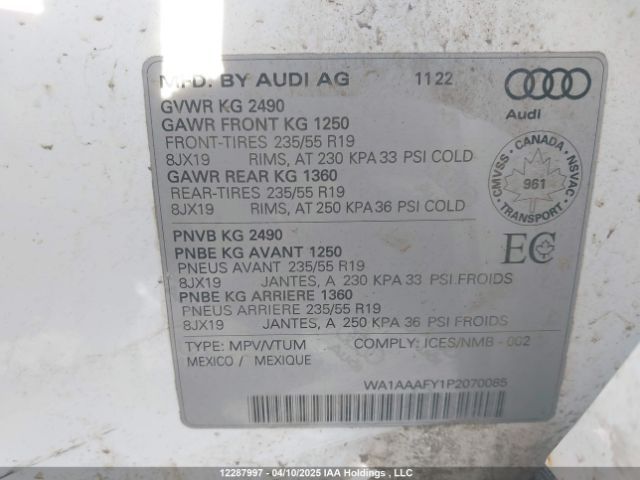 MFD. BY AUDI AG 11 22
Audi
GVWR KG 2490
GAWR FRONT KG 1250
FRONT-TIRES 235/55 R19
8JX19 RIMS, AT 230 KPA 33 PSI COLD
GAWR REAR KG 1360
REAR-TIRES 235/55 R19
8JX19 RIMS, AT 250 KPA 36 PSI COLD
CMVSS - CANADA - NSVAC
961
TRANSPORT
PNVB KG 2490
PNBE KG AVANT 1250
PNEUS AVANT 235/55 R19
8JX19 JANTES, A 230 KPA 33 PSI FROIDS
PNBE KG ARRIERE 1360
PNEUS ARRIERE 235/55 R19
8JX19 JANTES, A 250 KPA 36 PSI FROIDS
EC
TYPE: MPV/VTUM COMPLY: ICES/NMB - 002
MEXICO / MEXIQUE
WA1AAAFY1P2070085
12287997 - 04/10/2025 IAA Holdings , LLC